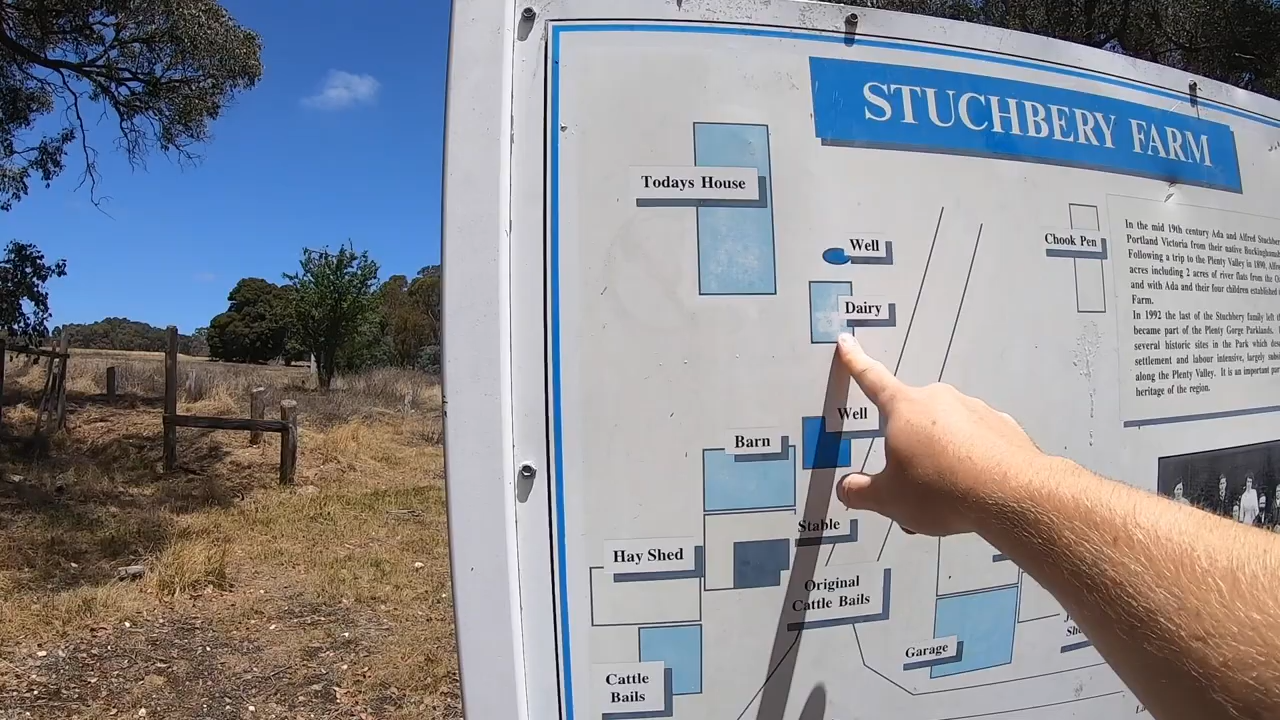 STUCHBERY FARM
Todays House
Well
Chook Pen
Dairy
In the mid 19th century Ada and Alfred
Portland Victoria from their native
Following a trip to the Plenty Valley in 1890,
acres including 2 acres of river flats from the
and with Ada and their four children established
Farm.
In 1992 the last of the Stuchbery family left
became part of the Plenty Gorge Parklands.
several historic sites in the Park which
settlement and labour intensive, largely
along the Plenty Valley. It is an important
heritage of the region.
Well
Barn
Stable
Hay Shed
Original
Cattle Bails
Garage
Cattle
Bails